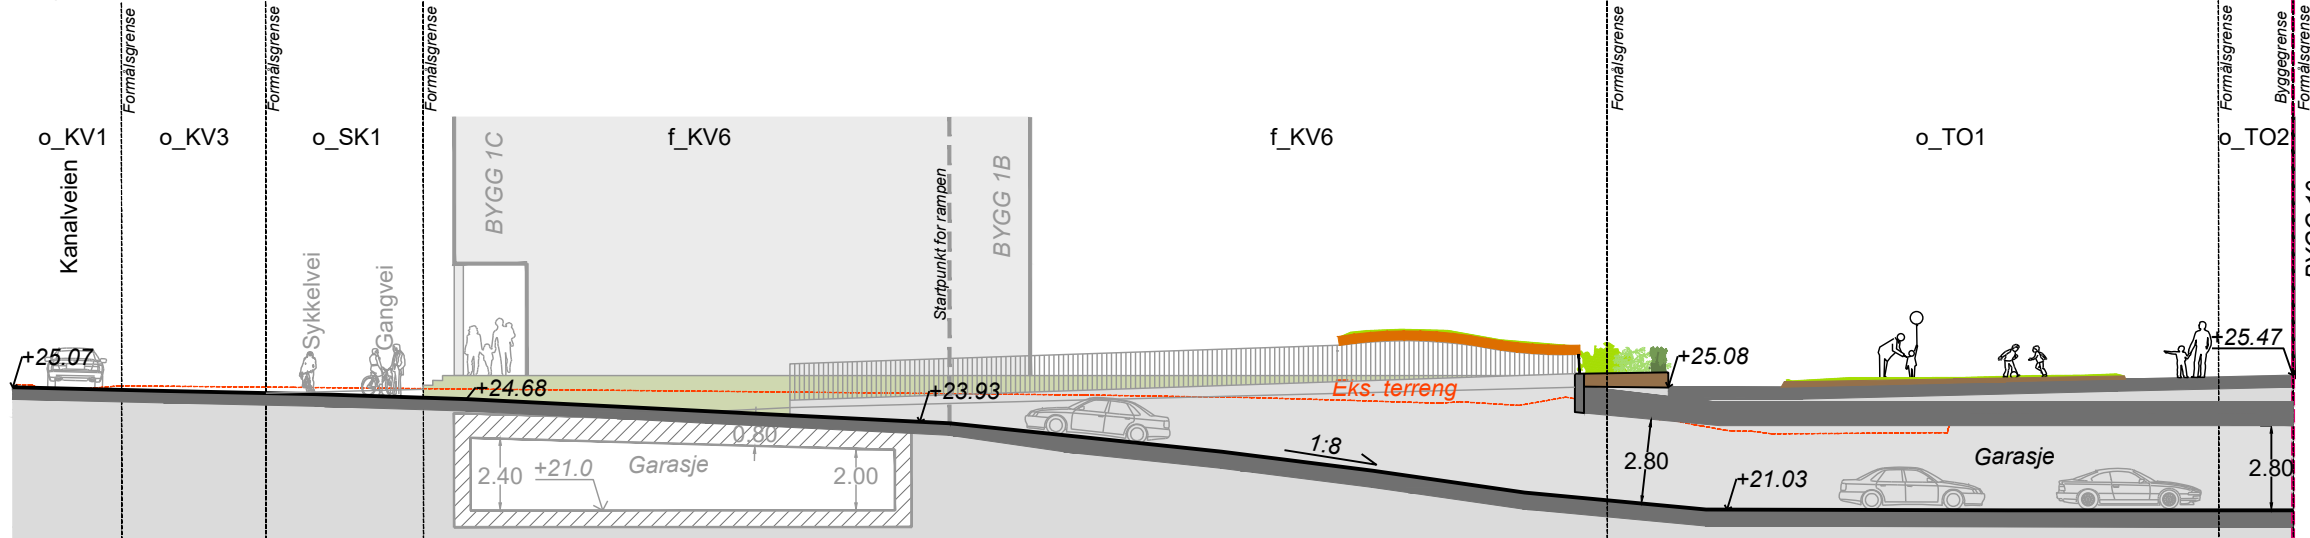 Formålsgrense
Formålsgrense
Formålsgrense
Formålsgrense
Formålsgrense
Byggegrense
Formålsgrense
o_KV1
o_KV3
o_SK1
f_KV6
f_KV6
o_TO1
o_TO2
Kanalveien
Sykkelvei
Gangvei
BYGG 1C
Startpunkt for rampen
BYGG 1B
+25.07
+24.68
+23.93
Eks. terreng
+25.08
+25.47
0.80
2.40
+21.0
Garasje
2.00
1:8
2.80
+21.03
Garasje
2.80